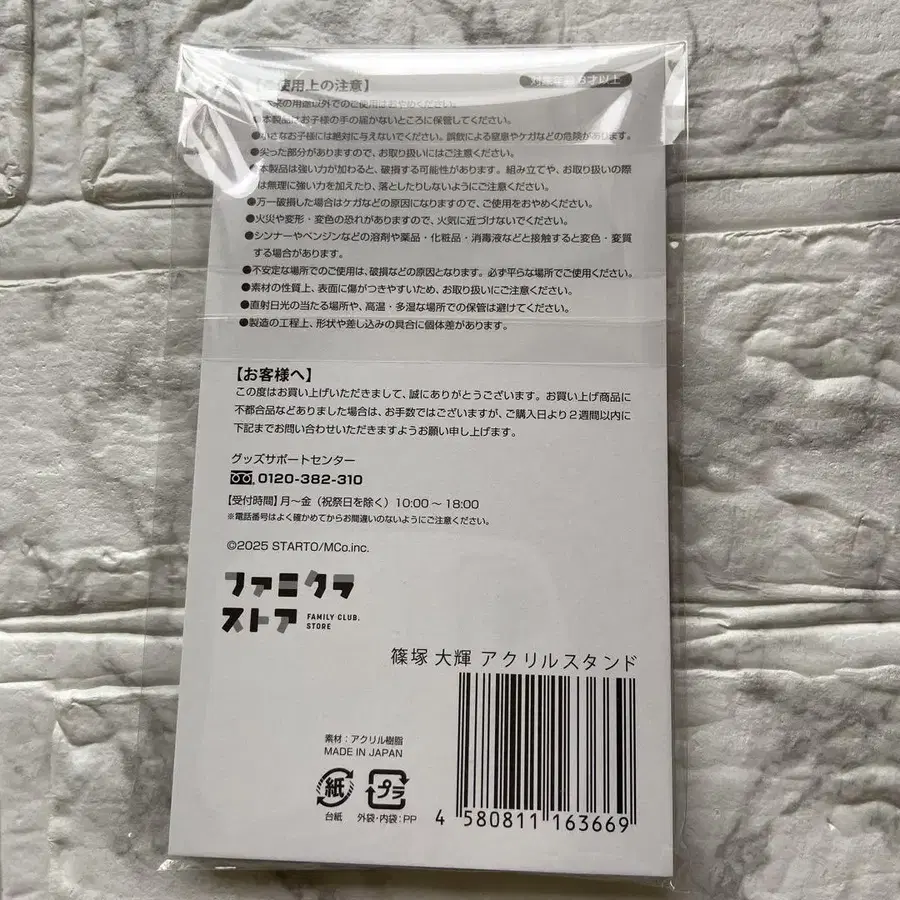 【ご使用上の注意】
対象年齢 6才以上
本来の用途以外でのご使用はおやめください。
●本製品はお子様の手の届かないところに保管してください。
●小さなお子様には絶対に与えないでください。誤飲による窒息やケガなどの危険があります。
●尖った部分がありますので、お取り扱いにはご注意ください。
●本製品は強い力が加わると、破損する可能性があります。組み立てや、お取り扱いの際
は無理に強い力を加えたり、落としたりしないようにご注意ください。
●万一破損した場合はケガなどの原因になりますので、ご使用をおやめください。
●火災や変形・変色の恐れがありますので、火気に近づけないでください。
●シンナーやベンジンなどの溶剤や薬品・化粧品・消毒液などと接触すると変色・変質
する場合があります。
●不安定な場所でのご使用は、破損などの原因となります。必ず平らな場所でご使用ください。
●素材の性質上、表面に傷がつきやすいため、お取り扱いにご注意ください。
●直射日光の当たる場所や、高温・多湿な場所での保管は避けてください。
●製造の工程上、形状や差し込みの具合に個体差があります。
【お客様へ】
この度はお買い上げいただきまして、誠にありがとうございます。お買い上げ商品に
不都合品などありました場合は、お手数ではございますが、ご購入日より2週間以内に
下記までお問い合わせいただきますようお願い申し上げます。
グッズサポートセンター
0120-382-310
【受付時間】月～金（祝祭日を除く）10:00～18:00
※電話番号はよく確かめてからお間違いのないようにご注意ください。
©2025 STARTO/MCo.inc.
ファミクラ
ストア
FAMILY CLUB.
STORE
篠塚 大輝 アクリルスタンド
素材：アクリル樹脂
MADE IN JAPAN
紙
プラ
台紙
外袋・内袋：PP
4 580811 163669